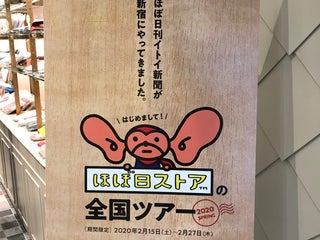 ほぼ日刊イトイ新聞が
新宿にやってきました。
はじめまして！
ほぼ日ストア™の
全国ツアー
2020
SPRING
[期間限定] 2020年2月15日(土)－2月27日(木)